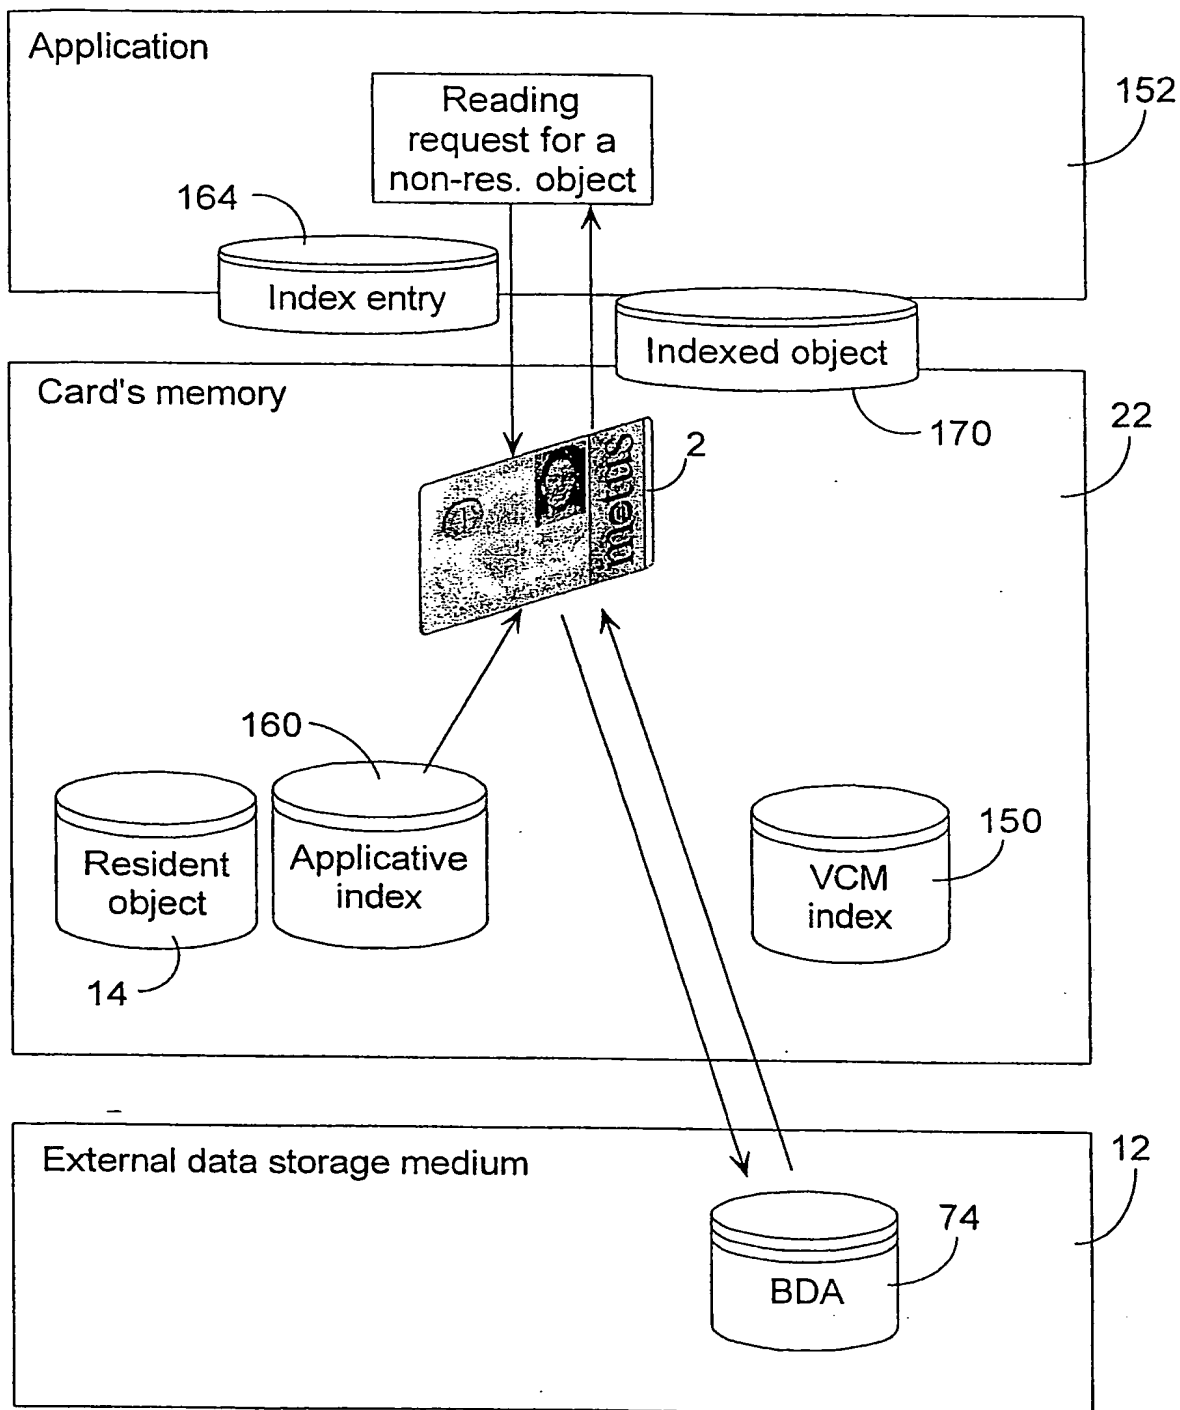 Application
Reading
request for a
non-res. object
152
164
Index entry
Indexed object
Card's memory
170
22
2
metus
160
Resident
object
Applicative
index
150
VCM
index
14
External data storage medium
12
74
BDA